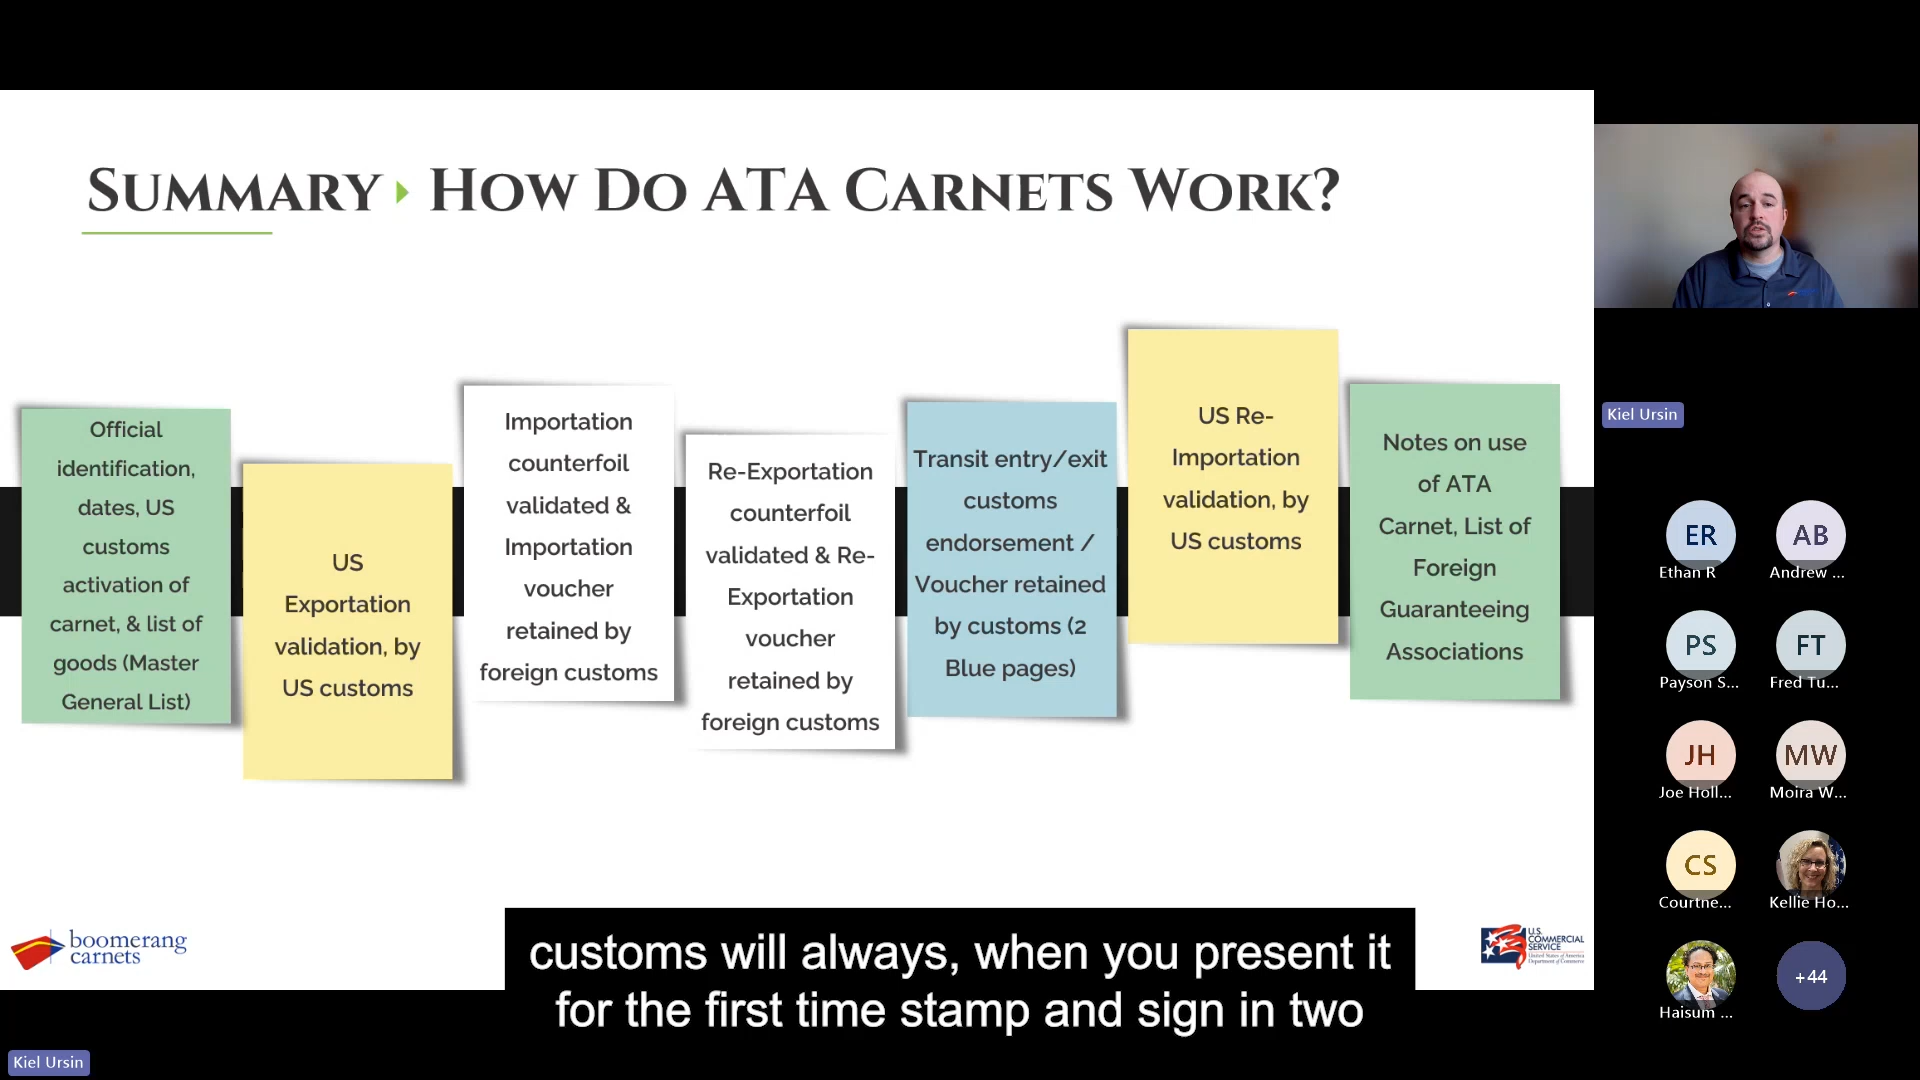 SUMMARY HOW DO ATA CARNETS WORK?
Official
identification,
dates, US
customs
activation of
carnet, & list of
goods (Master
General List)
US
Exportation
validation, by
US customs
Importation
counterfoil
validated &
Importation
voucher
retained by
foreign customs
Re-Exportation
counterfoil
validated & Re-
Exportation
voucher
retained by
foreign customs
Transit entry/exit
customs
endorsement /
Voucher retained
by customs (2
Blue pages)
US Re-
Importation
validation, by
US customs
Notes on use
of ATA
Carnet, List of
Foreign
Guaranteeing
Associations
boomerang
carnets
U.S.
COMMERCIAL
SERVICE
United States of America
Department of Commerce
customs will always, when you present it
for the first time stamp and sign in two
Kiel Ursin
Kiel Ursin
ER
Ethan R
AB
Andrew ...
PS
Payson S...
FT
Fred Tu...
JH
Joe Holl...
MW
Moira W...
CS
Courtne...
Kellie Ho...
Haisum ...
+44